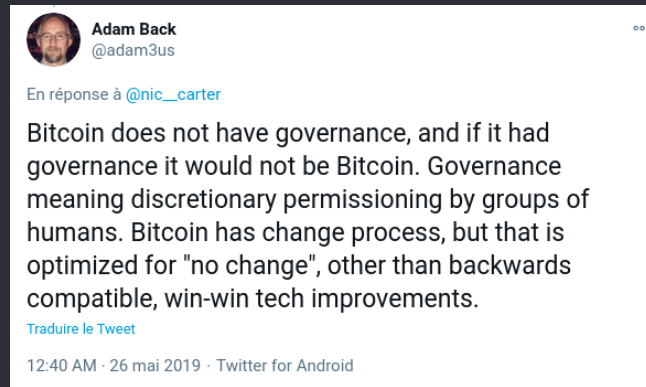 Adam Back
@adam3us
En réponse à @nic__carter
Bitcoin does not have governance, and if it had
governance it would not be Bitcoin. Governance
meaning discretionary permissioning by groups of
humans. Bitcoin has change process, but that is
optimized for "no change", other than backwards
compatible, win-win tech improvements.
Traduire le Tweet
12:40 AM · 26 mai 2019 · Twitter for Android